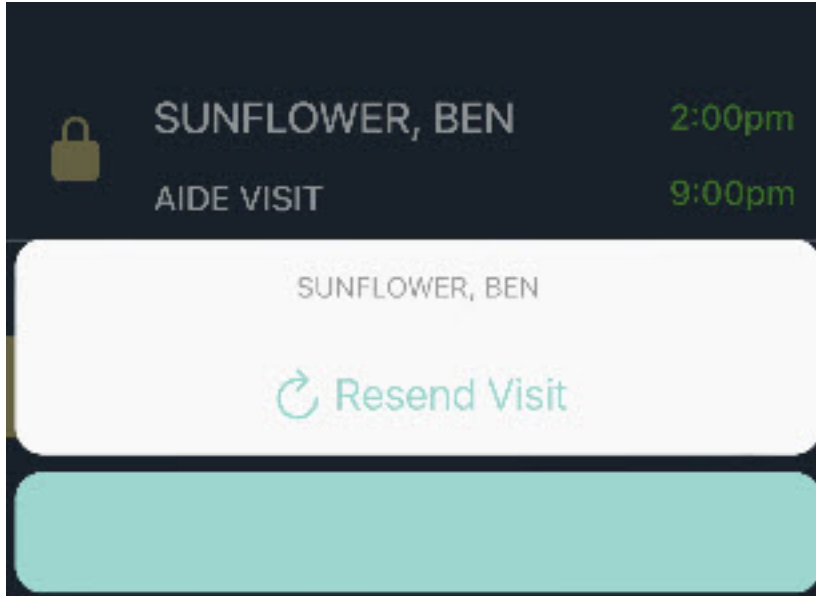 SUNFLOWER, BEN
2:00pm
AIDE VISIT
9:00pm
SUNFLOWER, BEN
Resend Visit